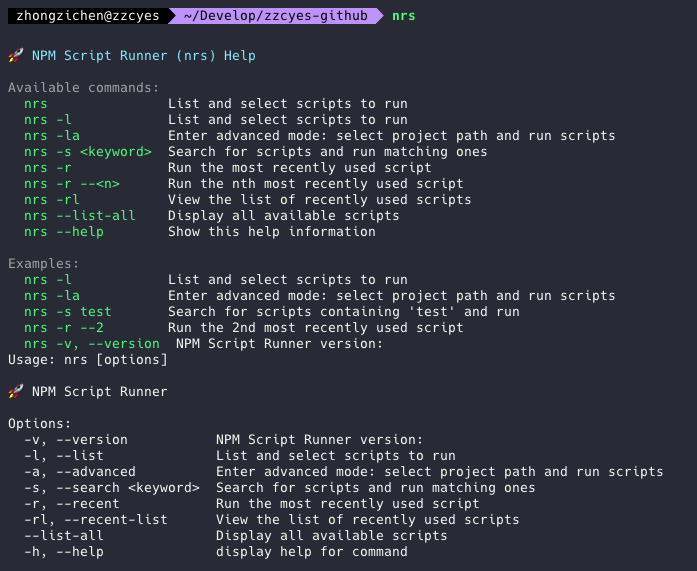 zhongzichen@zzcyes ~/Develop/zzcyes-github nrs
🚀 NPM Script Runner (nrs) Help
Available commands:
nrs List and select scripts to run
nrs -l List and select scripts to run
nrs -la Enter advanced mode: select project path and run scripts
nrs -s <keyword> Search for scripts and run matching ones
nrs -r Run the most recently used script
nrs -r --<n> Run the nth most recently used script
nrs -rl View the list of recently used scripts
nrs --list-all Display all available scripts
nrs --help Show this help information
Examples:
nrs -l List and select scripts to run
nrs -la Enter advanced mode: select project path and run scripts
nrs -s test Search for scripts containing 'test' and run
nrs -r --2 Run the 2nd most recently used script
nrs -v, --version NPM Script Runner version:
Usage: nrs [options]
🚀 NPM Script Runner
Options:
-v, --version NPM Script Runner version:
-l, --list List and select scripts to run
-a, --advanced Enter advanced mode: select project path and run scripts
-s, --search <keyword> Search for scripts and run matching ones
-r, --recent Run the most recently used script
-rl, --recent-list View the list of recently used scripts
--list-all Display all available scripts
-h, --help display help for command